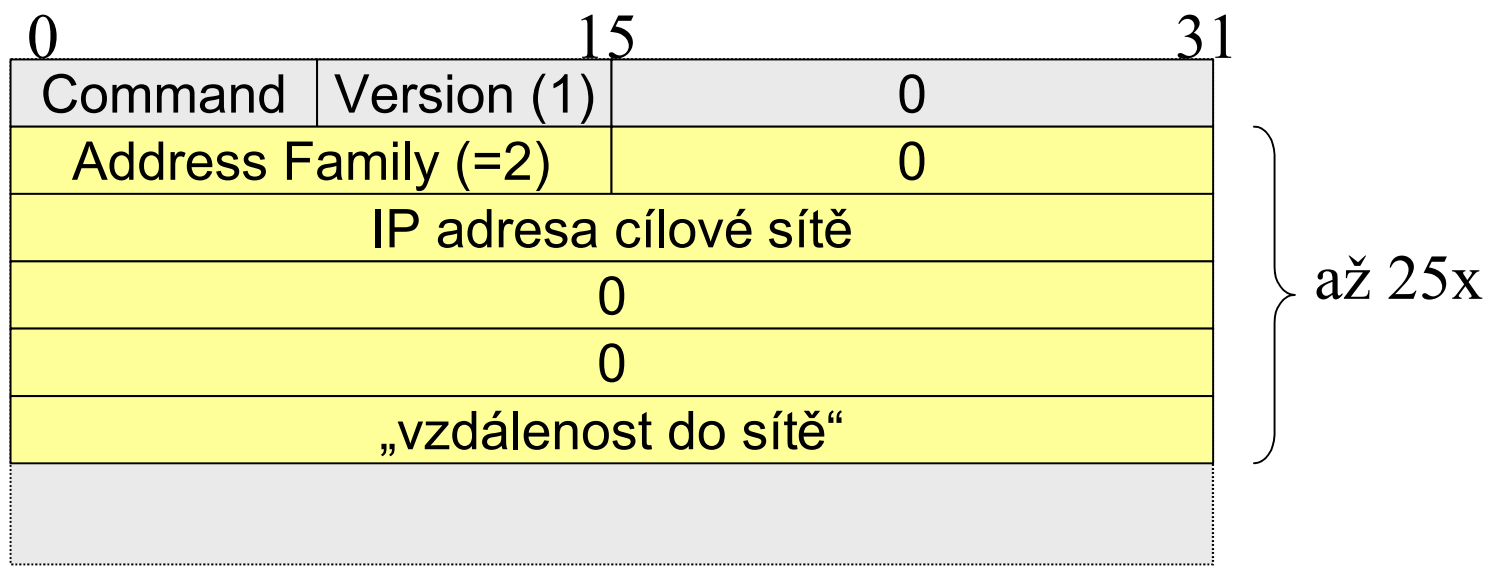 0 15 31
Command Version (1) 0
Address Family (=2) 0
IP adresa cílové sítě
0
až 25x
0
„vzdálenost do sítě“